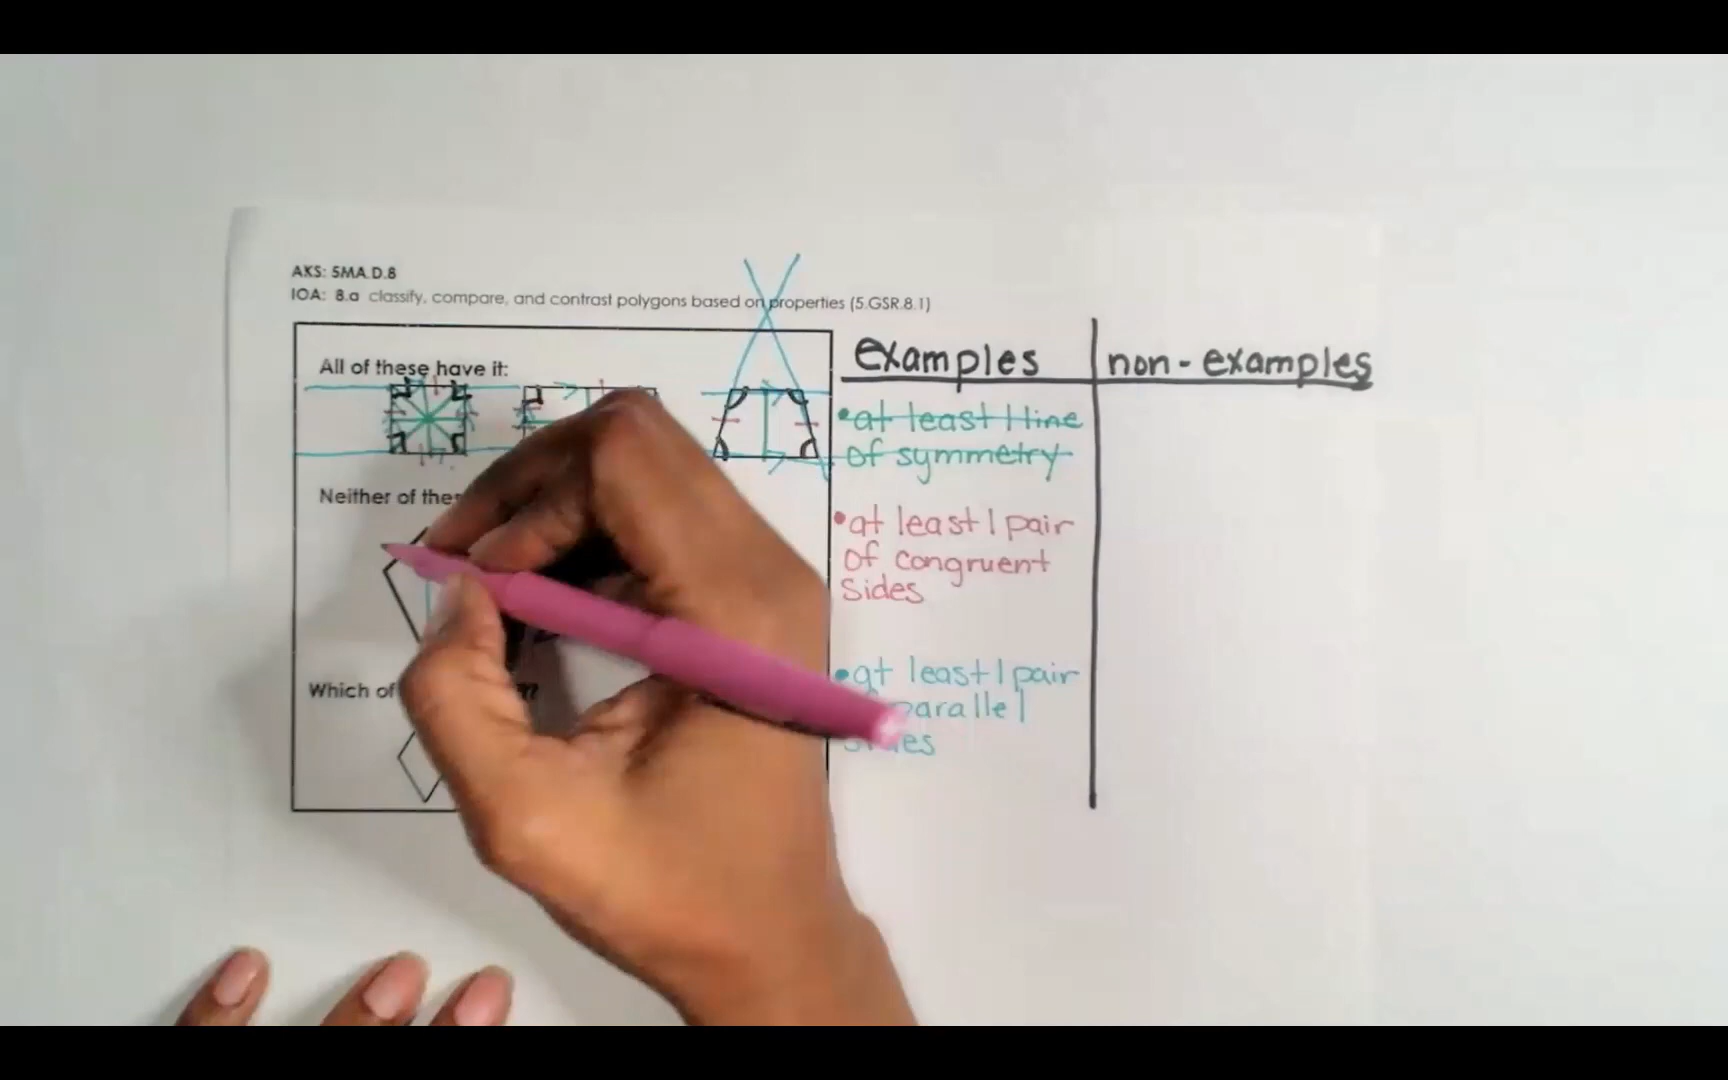 AKS: 5MA.D.8
IOA: 8.a classify, compare, and contrast polygons based on properties (5.GSR.8.1)
All of these have it:
Neither of
Which of
examples
non-examples
•at least 1 line
of symmetry
•at least 1 pair
of congruent
sides
•at least 1 pair
parallel